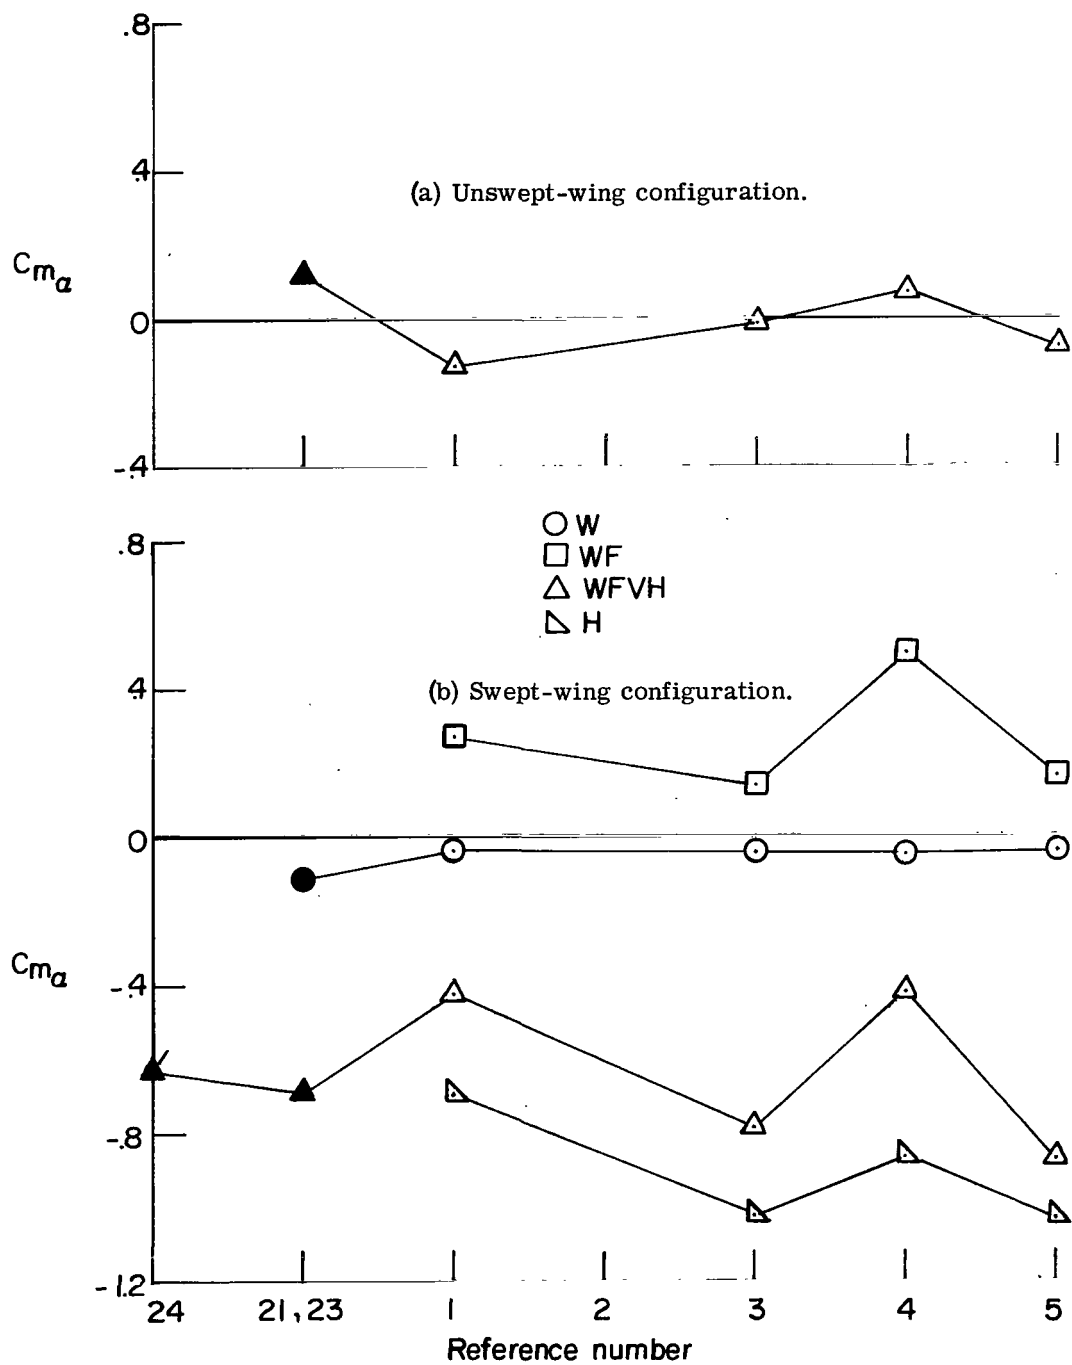 .8
.4
(a) Unswept-wing configuration.
Cmα
0
-.4
W
WF
WFVH
H
.8
.4
(b) Swept-wing configuration.
0
Cmα
-.4
-.8
-1.2
24 21,23 1 2 3 4 5
Reference number